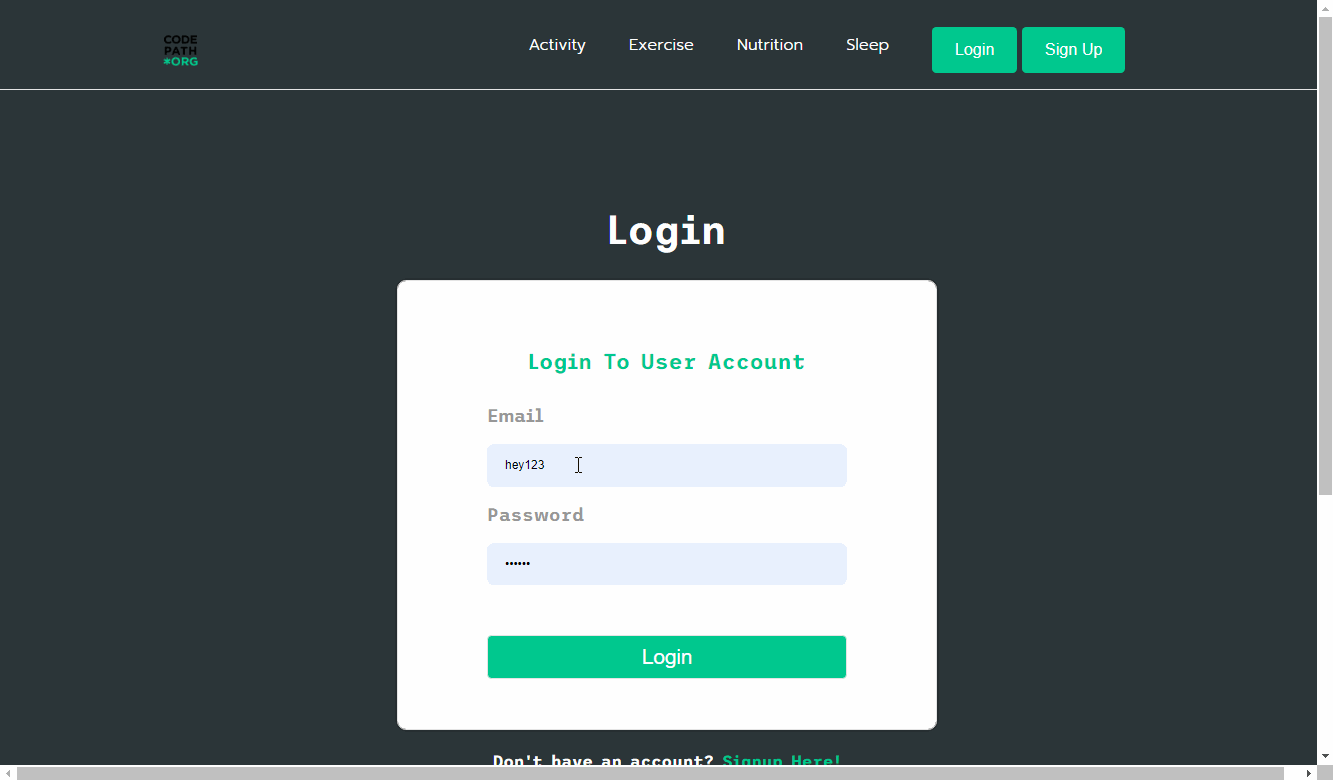 CODE
PATH
*ORG
Activity Exercise Nutrition Sleep Login Sign Up
Login
Login To User Account
Email
hey123
Password
••••••
Login
Don't have an account? Signup Here!